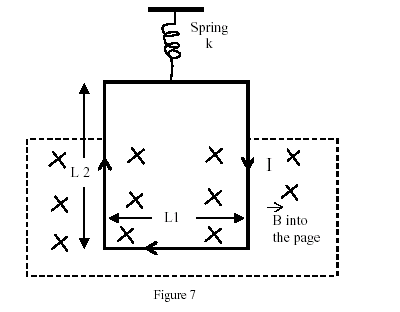 Spring
k
L 2
I
L1
B into
the page
Figure 7